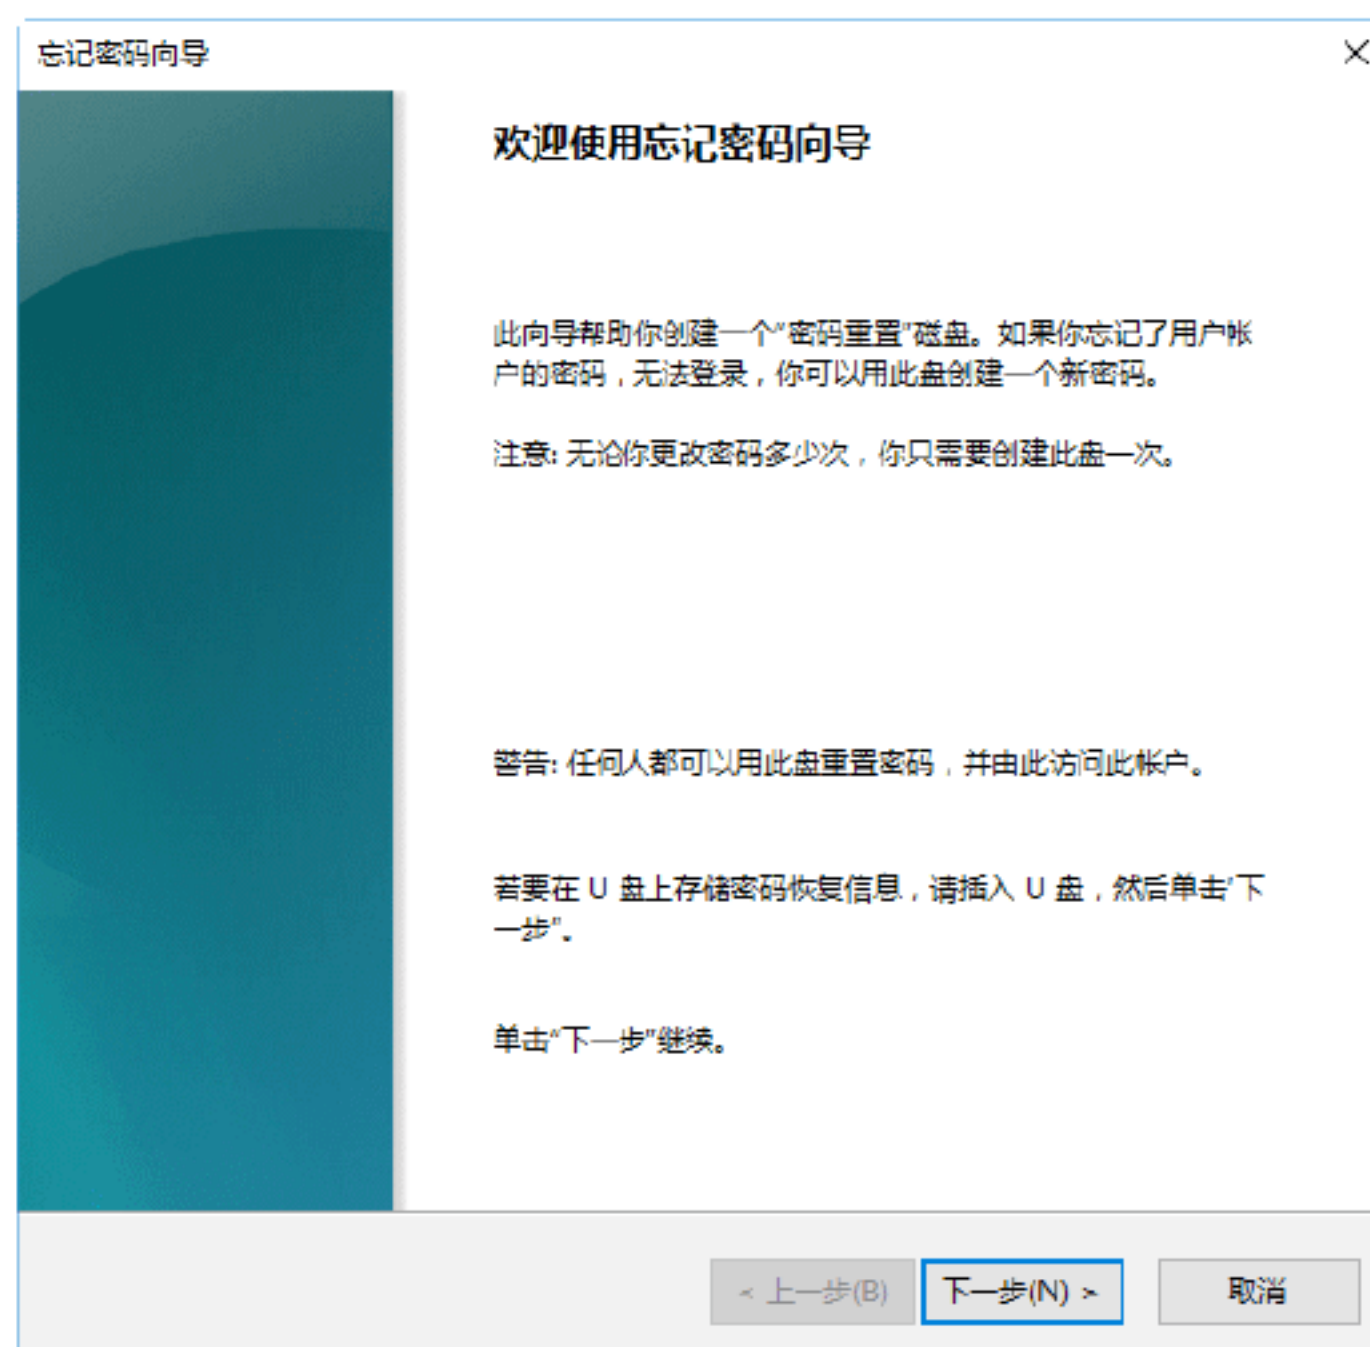 忘记密码向导
欢迎使用忘记密码向导
此向导帮助你创建一个"密码重置"磁盘。如果你忘记了用户帐
户的密码，无法登录，你可以用此盘创建一个新密码。
注意: 无论你更改密码多少次，你只需要创建此盘一次。
警告: 任何人都可以用此盘重置密码，并由此访问此帐户。
若要在 U 盘上存储密码恢复信息，请插入 U 盘，然后单击"下
一步"。
单击"下一步"继续。
< 上一步(B) 下一步(N) > 取消